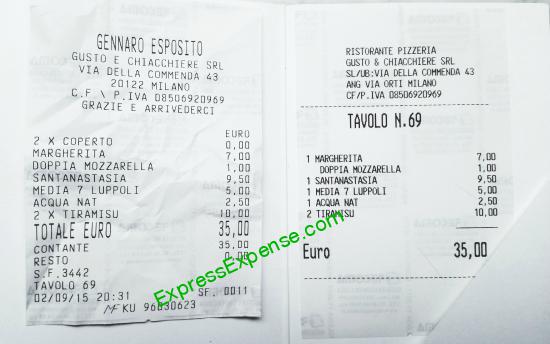 GENNARO ESPOSITO
GUSTO E CHIACCHIERE SRL
VIA DELLA COMMENDA 43
20122 MILANO
C.F \ P.IVA 08506920969
GRAZIE E ARRIVEDERCI
EURO
2 X COPERTO 0,00
MARGHERITA 7,00
DOPPIA MOZZARELLA 1,00
SANTANASTASIA 9,50
MEDIA 7 LUPPOLI 5,00
ACQUA NAT 2,50
2 X TIRAMISU 10,00
TOTALE EURO 35,00
CONTANTE 35,00
RESTO 0,00
S.F.3442
TAVOLO 69
02/09/15 20:31 SF. 0011
MF KU 96030623
RISTORANTE PIZZERIA
GUSTO & CHIACCHIERE SRL
SL/UB:VIA DELLA COMMENDA 43
ANG VIA ORTI MILANO
CF/P.IVA 08506920969
TAVOLO N.69
1 MARGHERITA 7,00
DOPPIA MOZZARELLA 1,00
1 SANTANASTASIA 9,50
1 MEDIA 7 LUPPOLI 5,00
1 ACQUA NAT 2,50
2 TIRAMISU 10,00
Euro 35,00
ExpressExpense.com